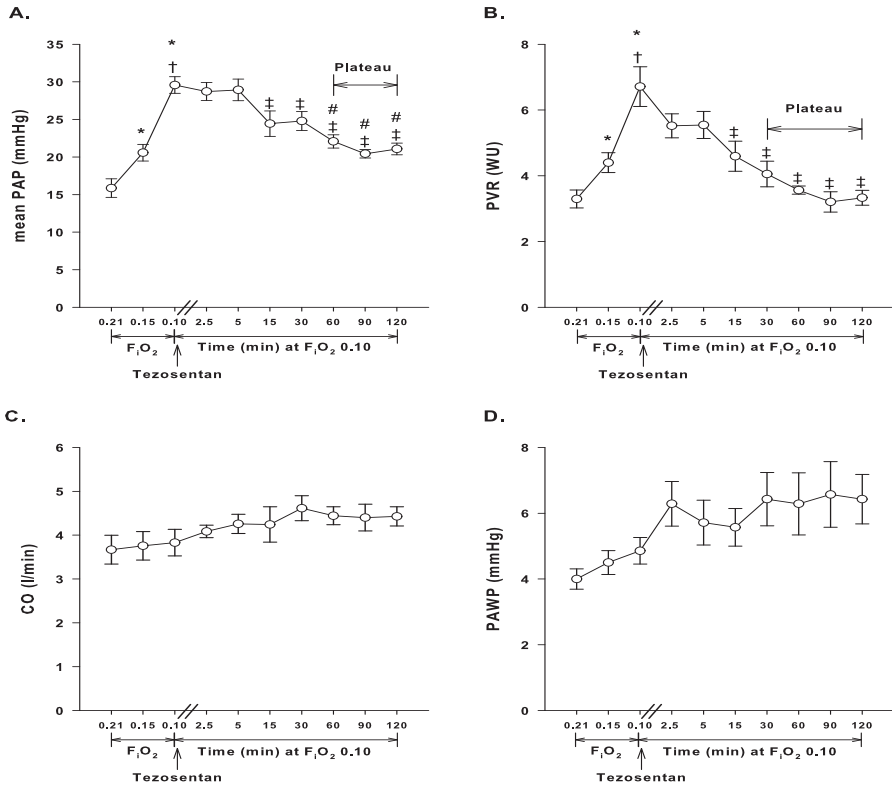 A.
mean PAP (mmHg)
35
30
25
20
15
10
5
0
* * †
‡ ‡ # ‡ # ‡ # ‡
Plateau
0.21 0.15 0.10 2.5 5 15 30 60 90 120
FiO2 Time (min) at FiO2 0.10
Tezosentan
B.
PVR (WU)
8
6
4
2
0
* * †
‡ ‡ ‡ ‡ ‡
Plateau
0.21 0.15 0.10 2.5 5 15 30 60 90 120
FiO2 Time (min) at FiO2 0.10
Tezosentan
C.
CO (l/min)
6
5
4
3
2
1
0
0.21 0.15 0.10 2.5 5 15 30 60 90 120
FiO2 Time (min) at FiO2 0.10
Tezosentan
D.
PAWP (mmHg)
8
6
4
2
0
0.21 0.15 0.10 2.5 5 15 30 60 90 120
FiO2 Time (min) at FiO2 0.10
Tezosentan